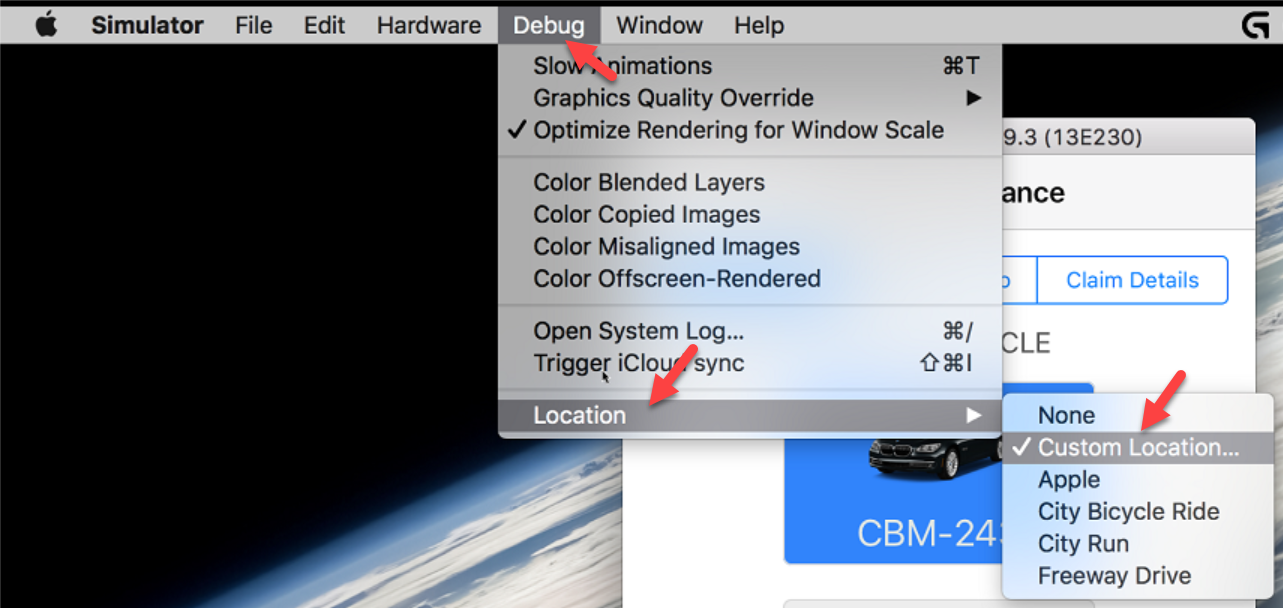 Simulator File Edit Hardware Debug Window Help
Slow Animations ⌘T
Graphics Quality Override
Optimize Rendering for Window Scale
9.3 (13E230)
Color Blended Layers
ance
Color Copied Images
Color Misaligned Images
Color Offscreen-Rendered
Claim Details
Open System Log... ⌘/
CLE
Trigger iCloud sync ⇧⌘I
Location
None
Custom Location...
Apple
City Bicycle Ride
CBM-243
City Run
Freeway Drive